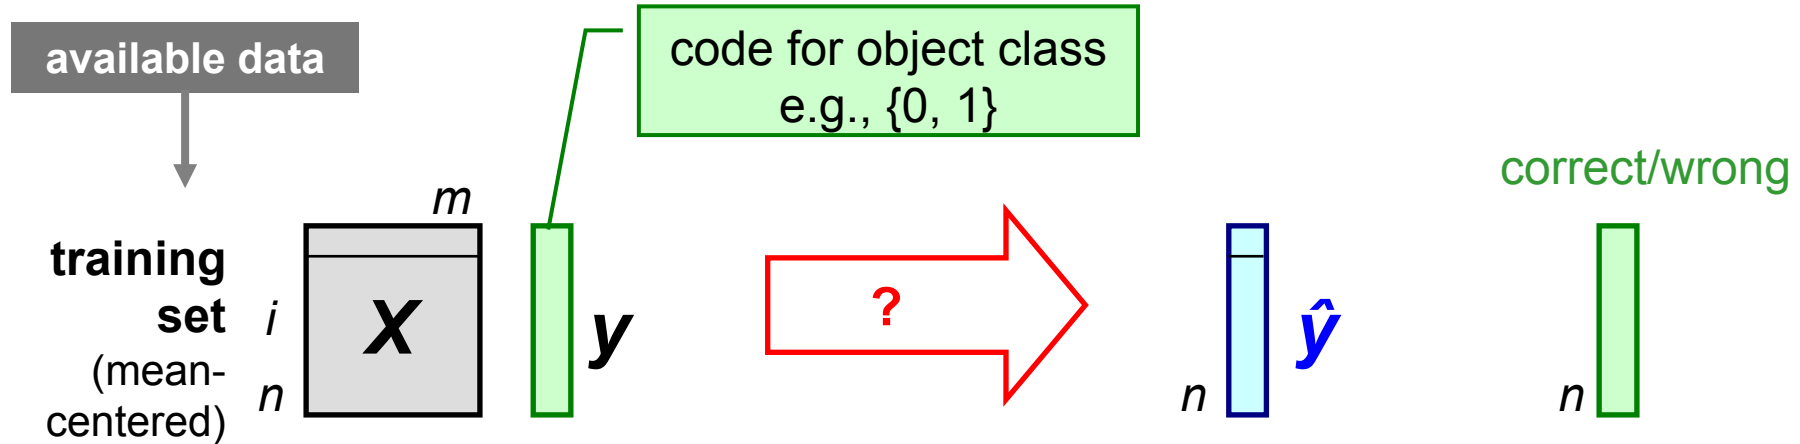 available data
code for object class
e.g., {0, 1}
correct/wrong
training
set
(mean-
centered)
m
i
n
X
y
?
n
ŷ
n